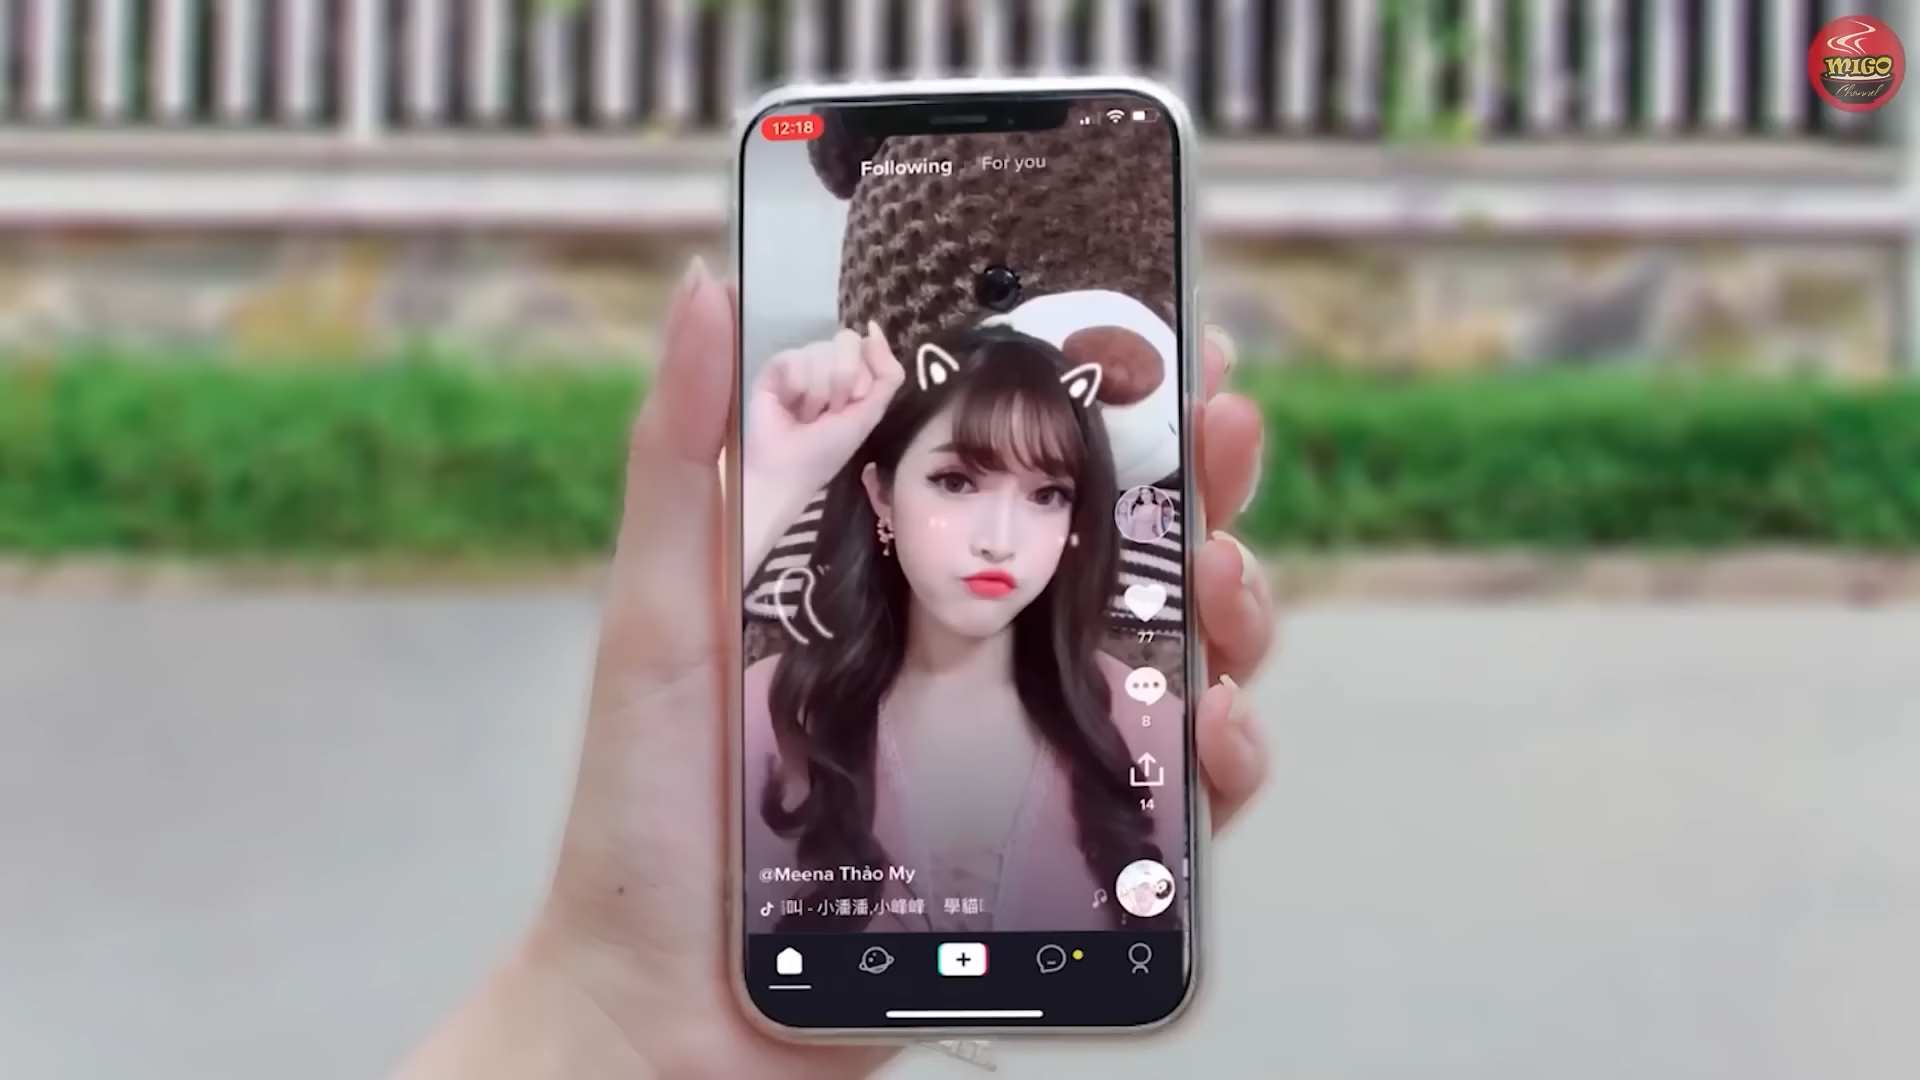 MIGO
Channel
12:18
Following For you
77
8
14
@Meena Thảo My
叫 - 小潘潘,小峰峰 學貓